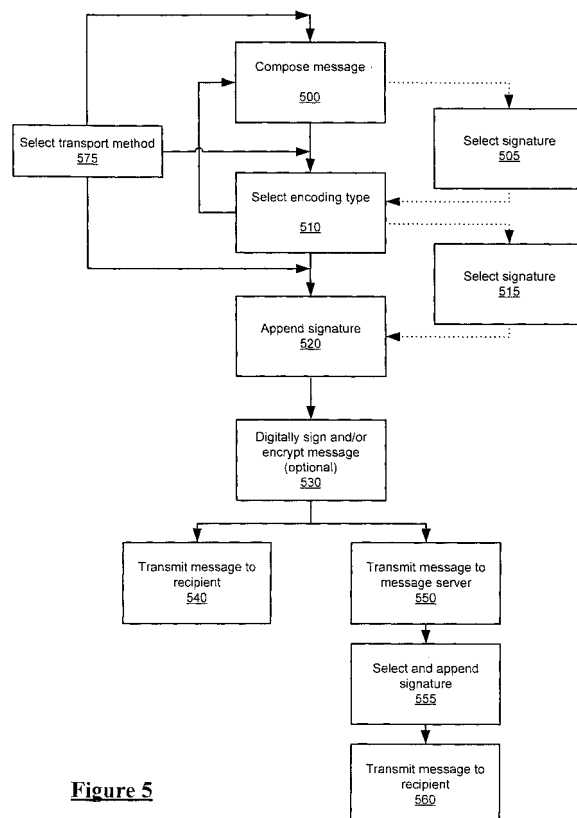 Compose message
500
Select transport method
575
Select signature
505
Select encoding type
510
Select signature
515
Append signature
520
Digitally sign and/or
encrypt message
(optional)
530
Transmit message to
recipient
540
Transmit message to
message server
550
Select and append
signature
555
Transmit message to
recipient
560
Figure 5